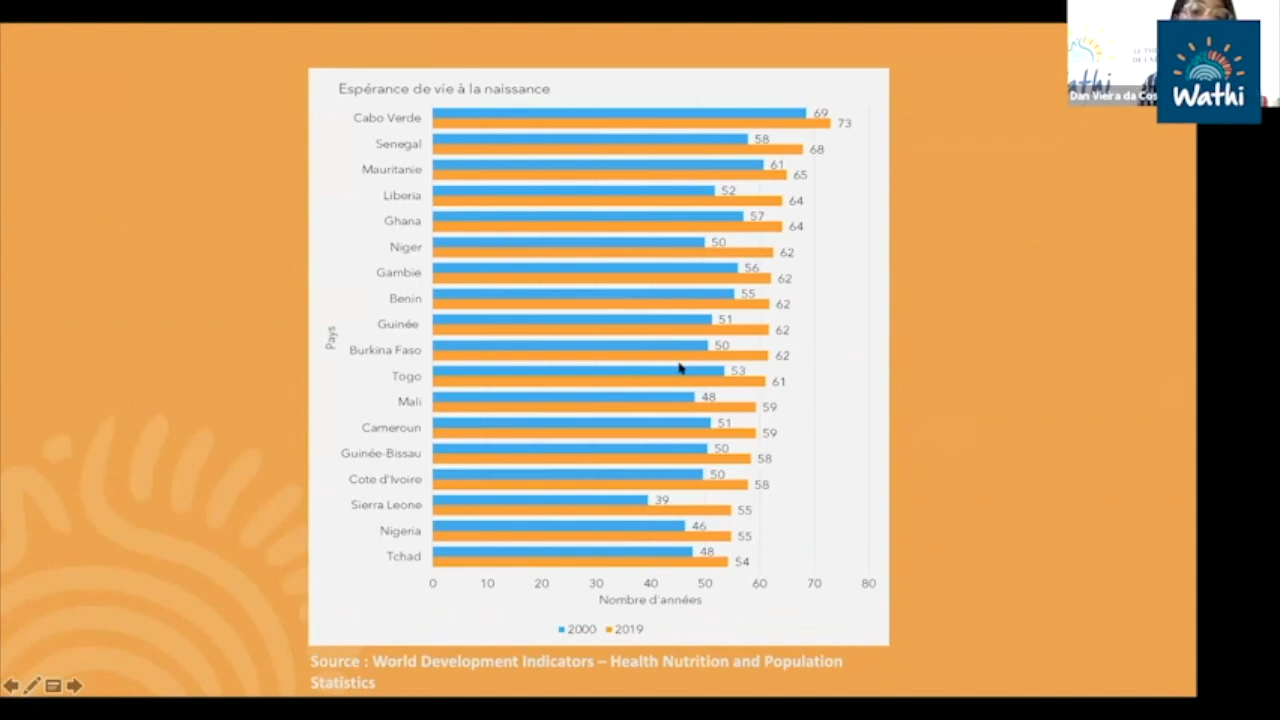 Espérance de vie à la naissance
Cabo Verde 69 73
Senegal 58 68
Mauritanie 61 65
Liberia 52 64
Ghana 57 64
Niger 50 62
Gambie 56 62
Benin 55 62
Guinée 51 62
Burkina Faso 50 62
Togo 53 61
Mali 48 59
Cameroun 51 59
Guinée-Bissau 50 58
Cote d'Ivoire 50 58
Sierra Leone 39 55
Nigeria 46 55
Tchad 48 54
Pays
0 10 20 30 40 50 60 70 80
Nombre d'années
2000 2019
Source : World Development Indicators – Health Nutrition and Population
Statistics
Dan Vieira da Cos
Wathi